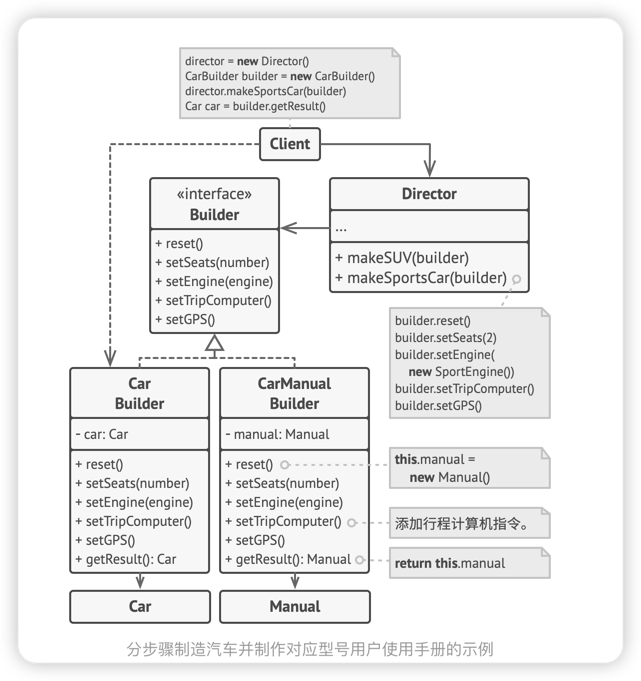 director = new Director()
CarBuilder builder = new CarBuilder()
director.makeSportsCar(builder)
Car car = builder.getResult()
Client
«interface»
Builder
+ reset()
+ setSeats(number)
+ setEngine(engine)
+ setTripComputer()
+ setGPS()
Director
...
+ makeSUV(builder)
+ makeSportsCar(builder)
builder.reset()
builder.setSeats(2)
builder.setEngine(
new SportEngine())
builder.setTripComputer()
builder.setGPS()
Car
Builder
- car: Car
+ reset()
+ setSeats(number)
+ setEngine(engine)
+ setTripComputer()
+ setGPS()
+ getResult(): Car
CarManual
Builder
- manual: Manual
+ reset()
+ setSeats(number)
+ setEngine(engine)
+ setTripComputer()
+ setGPS()
+ getResult(): Manual
this.manual =
new Manual()
添加行程计算机指令。
return this.manual
Car
Manual
分步骤制造汽车并制作对应型号用户使用手册的示例